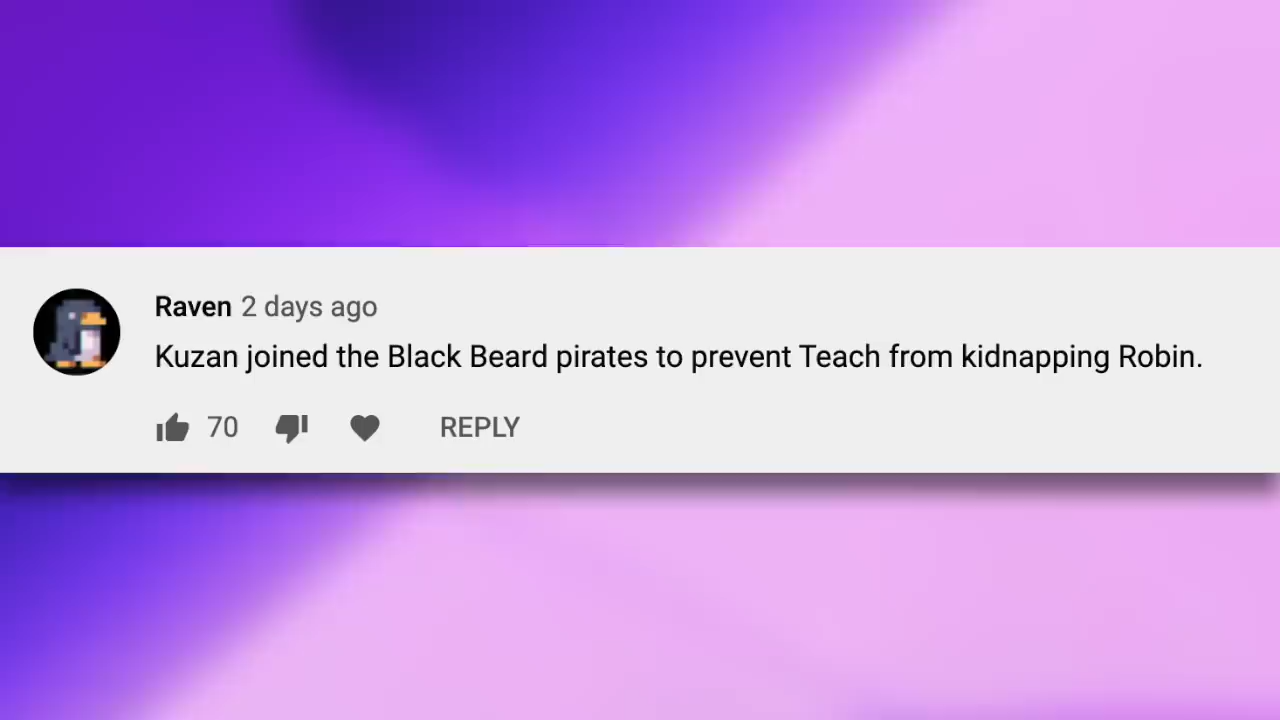 Raven 2 days ago
Kuzan joined the Black Beard pirates to prevent Teach from kidnapping Robin.
70 REPLY